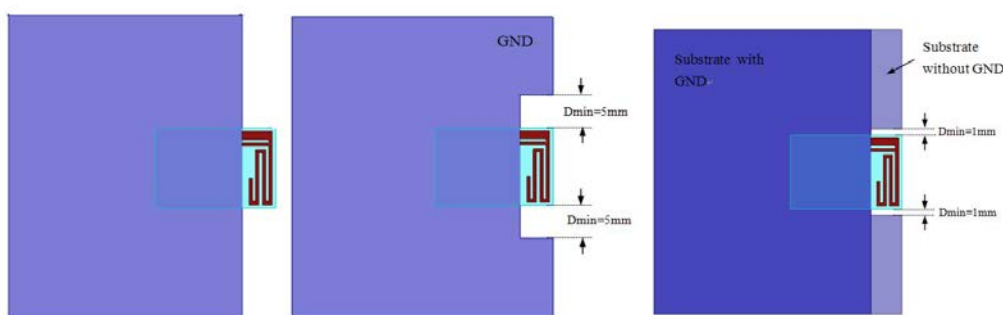 GND
Dmin=5mm
Dmin=5mm
Substrate with
GND
Substrate
without GND
Dmin=1mm
Dmin=1mm